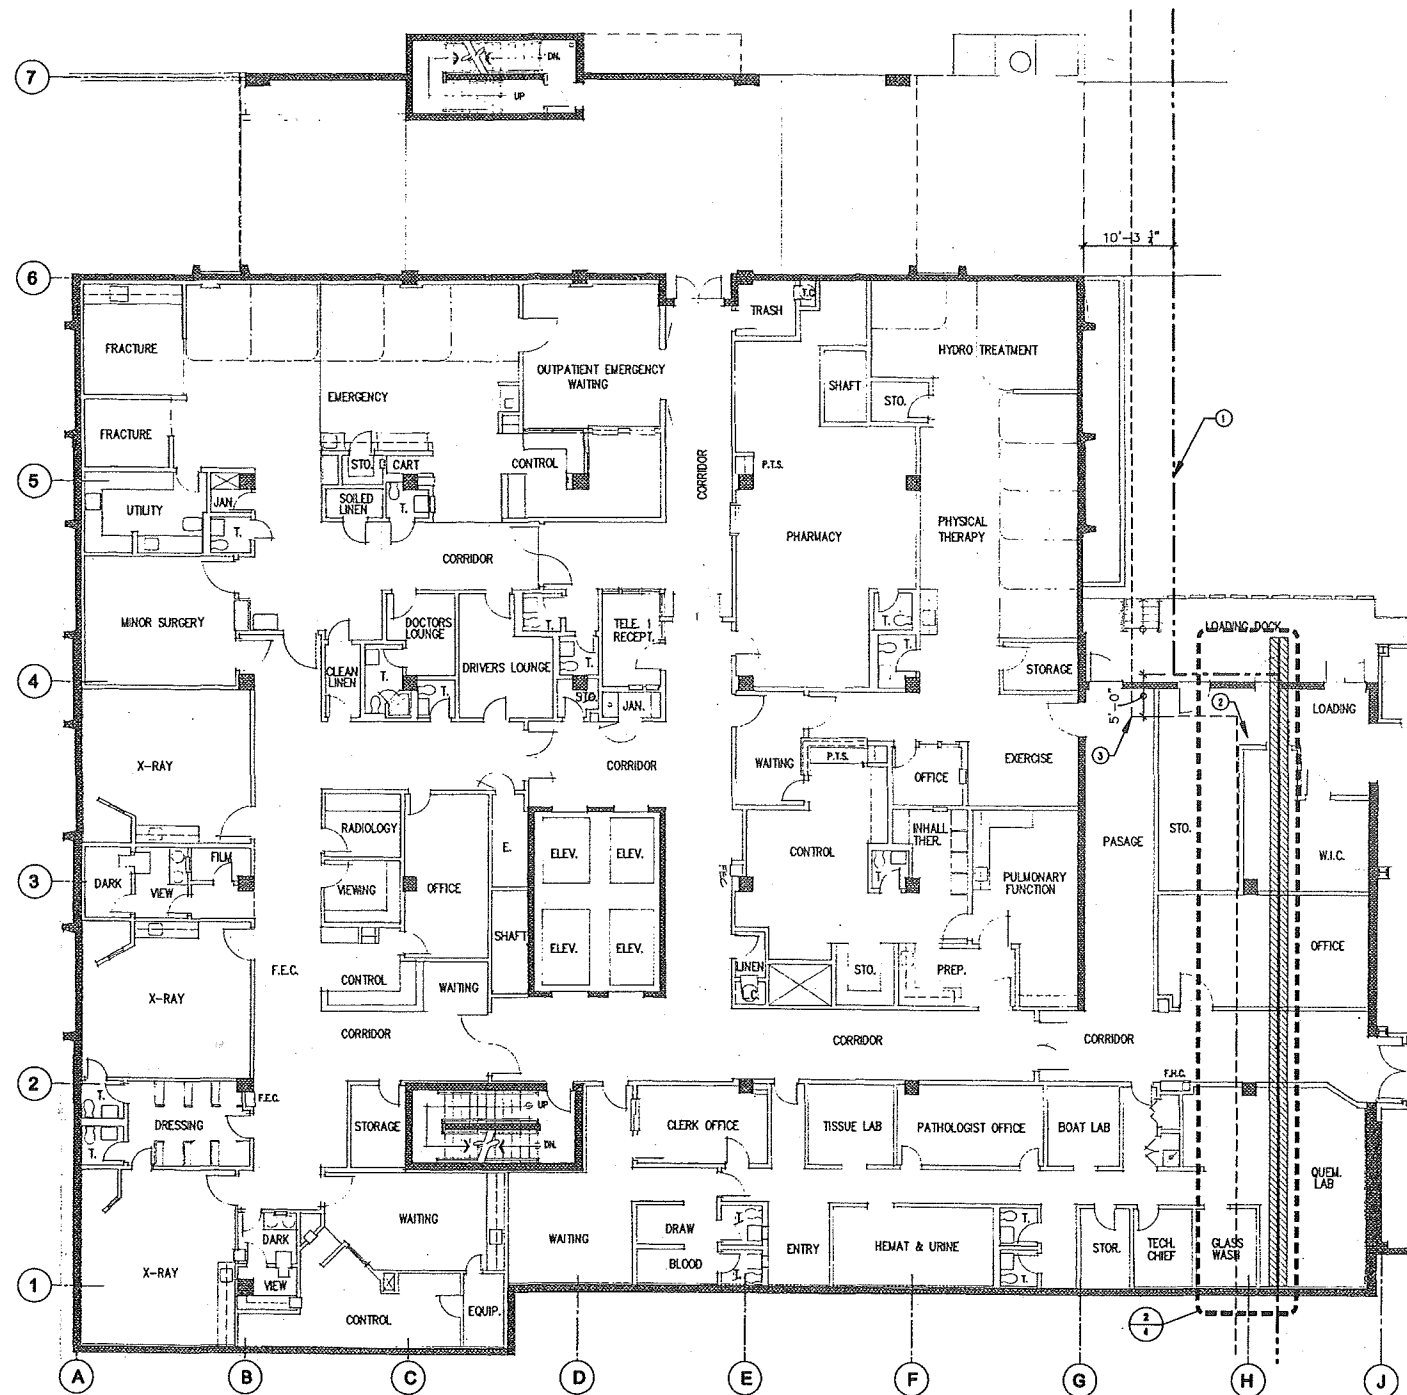 7
DN.
UP
10'-3 ½"
6
TRASH
T.C
FRACTURE
HYDRO TREATMENT
OUTPATIENT EMERGENCY
WAITING
SHAFT
STO.
EMERGENCY
1
FRACTURE
STO.
CART
CONTROL
P.T.S.
CORRIDOR
5
JAN.
SOILED
LINEN
T.
UTILITY
T.
PHYSICAL
THERAPY
PHARMACY
CORRIDOR
MINOR SURGERY
DOCTORS
LOUNGE
T.
TELE.
RECEPT.
T.
LOADING DOCK
CLEAN
LINEN
T.
DRIVERS LOUNGE
T.
T.
STORAGE
4
T.
STO.
JAN.
5'-0"
2
LOADING
3
X-RAY
CORRIDOR
WAITING
P.T.S.
OFFICE
EXERCISE
RADIOLOGY
E.
ELEV.
ELEV.
CONTROL
INHALL
THER.
PASAGE
STO.
W.I.C.
3
DARK
VIEW
FILM
VIEWING
OFFICE
F.E.C
T.
PULMONARY
FUNCTION
SHAFT
ELEV.
ELEV.
OFFICE
X-RAY
F.E.C.
CONTROL
WAITING
LINEN
STO.
PREP.
CORRIDOR
CORRIDOR
CORRIDOR
2
T.
F.E.C.
F.H.C.
UP
DRESSING
STORAGE
DN.
CLERK OFFICE
TISSUE LAB
PATHOLOGIST OFFICE
BOAT LAB
T.
QUEM.
LAB
WAITING
DARK
DRAW
T.
T.
WAITING
ENTRY
HEMAT & URINE
STOR.
TECH.
CHIEF
GLASS
WASH
BLOOD
T.
T.
1
X-RAY
VIEW
CONTROL
EQUIP.
2
4
A
B
C
D
E
F
G
H
J